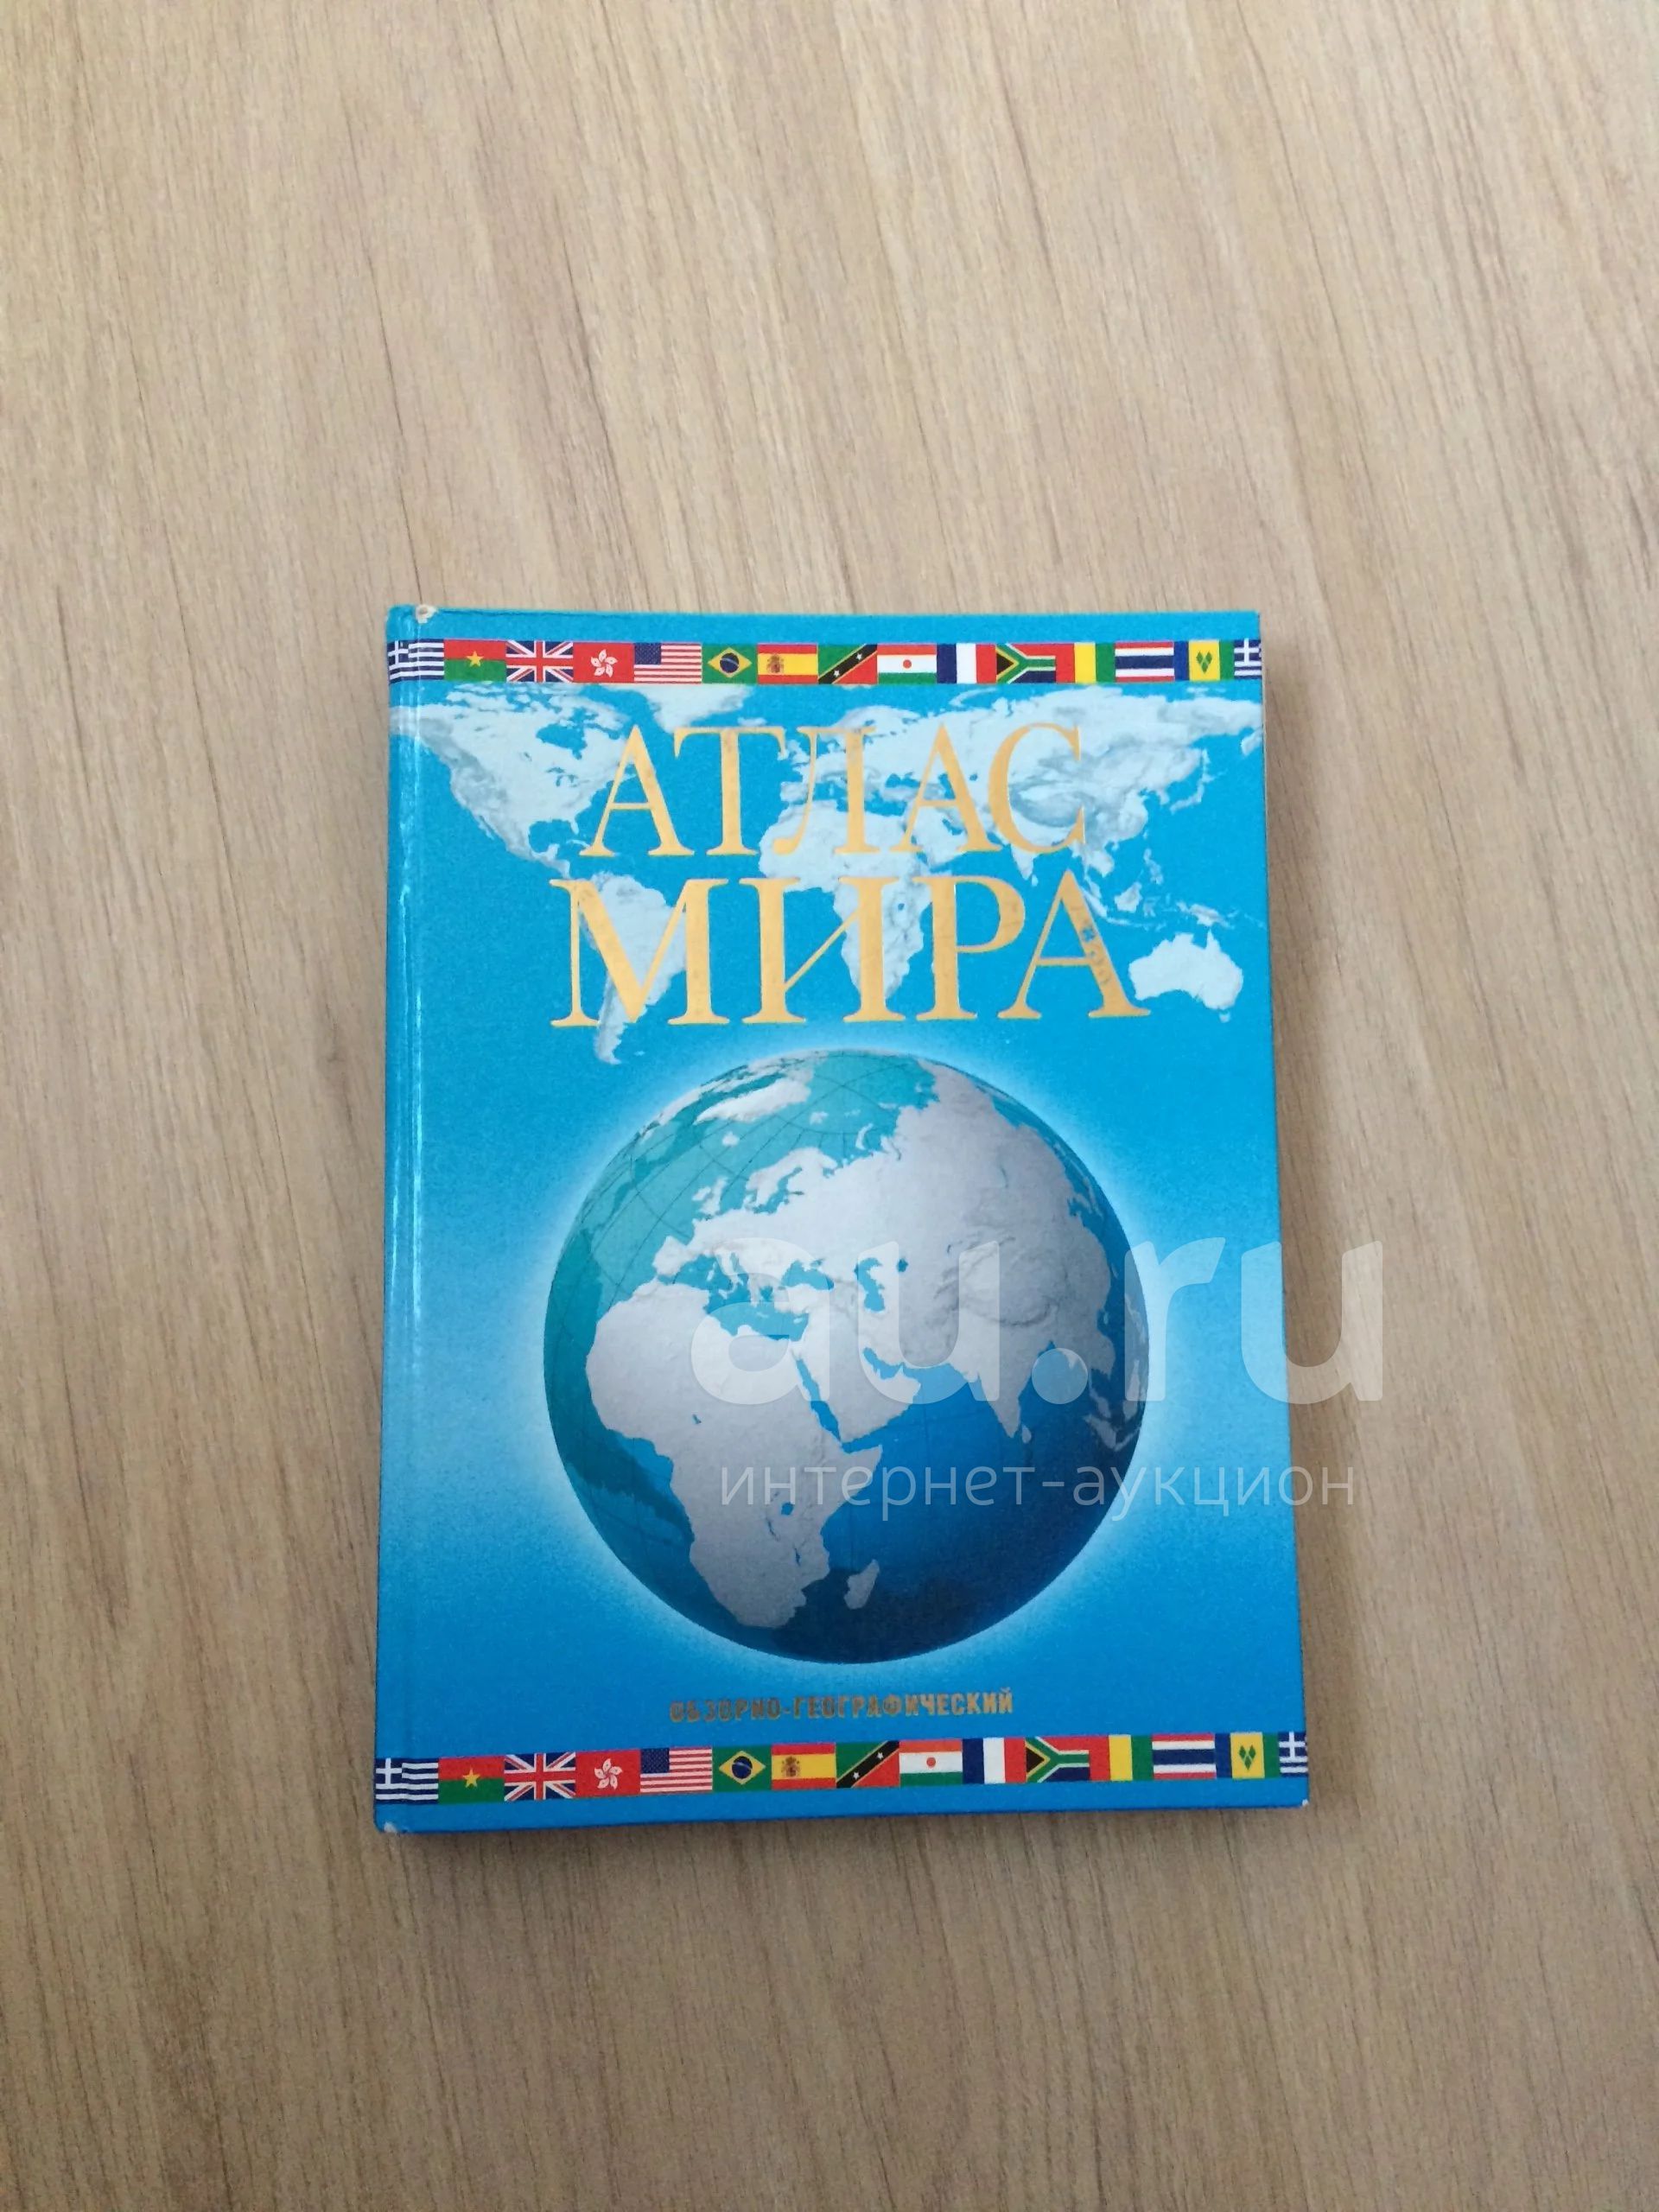 АТЛАС
МИРА
au.ru
интернет-аукцион
ОБЗОРНО-ГЕОГРАФИЧЕСКИЙ